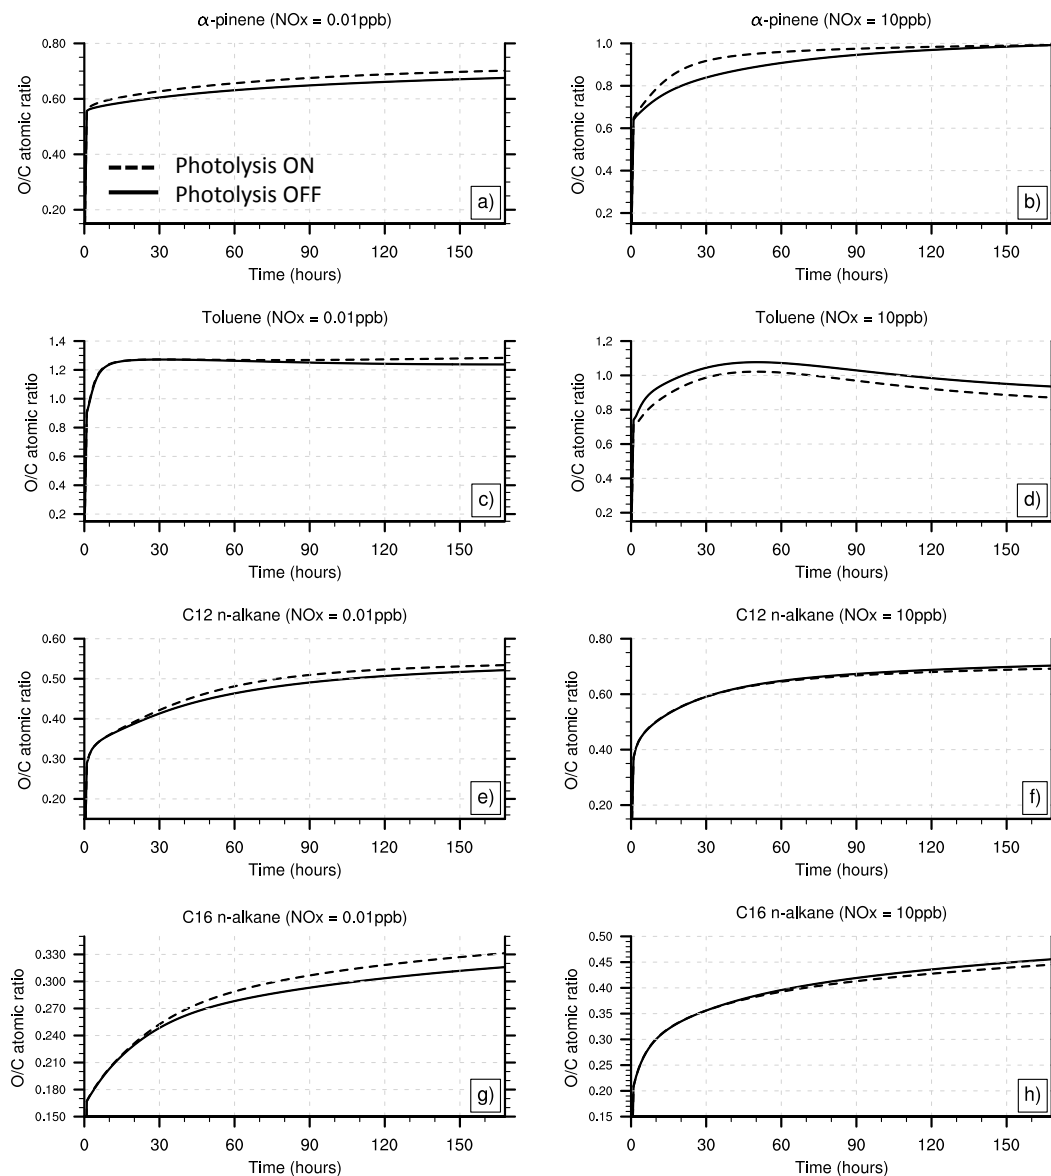 α-pinene (NOx = 0.01ppb)
O/C atomic ratio
0.80
0.60
0.40
0.20
Photolysis ON
Photolysis OFF
a)
0 30 60 90 120 150
Time (hours)
α-pinene (NOx = 10ppb)
O/C atomic ratio
1.0
0.8
0.6
0.4
0.2
b)
0 30 60 90 120 150
Time (hours)
Toluene (NOx = 0.01ppb)
O/C atomic ratio
1.4
1.2
1.0
0.8
0.6
0.4
0.2
c)
0 30 60 90 120 150
Time (hours)
Toluene (NOx = 10ppb)
O/C atomic ratio
1.2
1.0
0.8
0.6
0.4
0.2
d)
0 30 60 90 120 150
Time (hours)
C12 n-alkane (NOx = 0.01ppb)
O/C atomic ratio
0.60
0.50
0.40
0.30
0.20
e)
0 30 60 90 120 150
Time (hours)
C12 n-alkane (NOx = 10ppb)
O/C atomic ratio
0.80
0.60
0.40
0.20
f)
0 30 60 90 120 150
Time (hours)
C16 n-alkane (NOx = 0.01ppb)
O/C atomic ratio
0.330
0.300
0.270
0.240
0.210
0.180
0.150
g)
0 30 60 90 120 150
Time (hours)
C16 n-alkane (NOx = 10ppb)
O/C atomic ratio
0.50
0.45
0.40
0.35
0.30
0.25
0.20
0.15
h)
0 30 60 90 120 150
Time (hours)